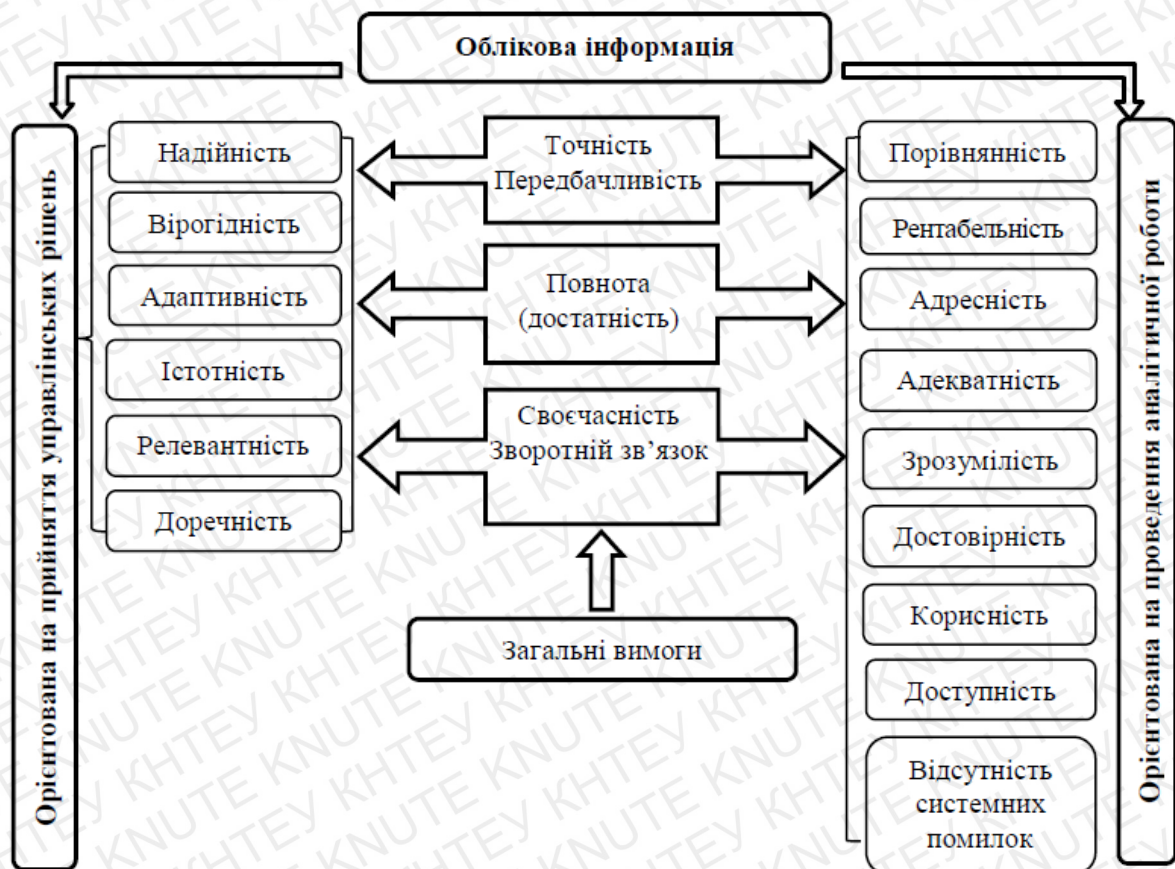 Облікова інформація
Орієнтована на прийняття управлінських рішень
Надійність
Вірогідність
Адаптивність
Істотність
Релевантність
Доречність
Точність
Передбачливість
Повнота
(достатність)
Своєчасність
Зворотній зв’язок
Загальні вимоги
Порівнянність
Рентабельність
Адресність
Адекватність
Зрозумілість
Достовірність
Корисність
Доступність
Відсутність
системних
помилок
Орієнтована на проведення аналітичної роботи
KNUTE КНТЕУ